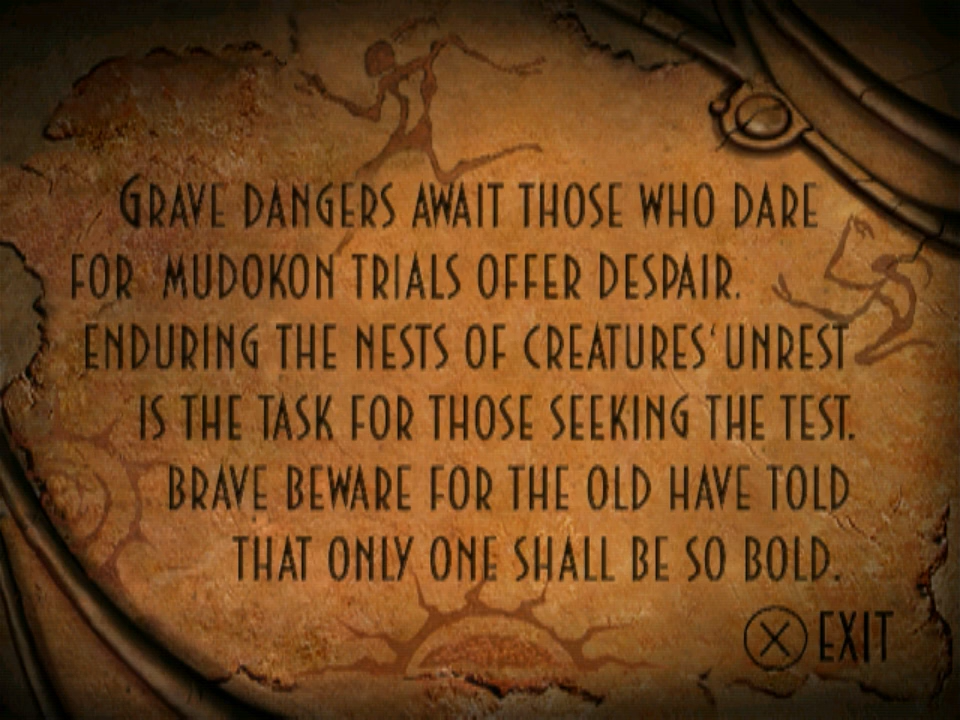 GRAVE DANGERS AWAIT THOSE WHO DARE
FOR MUDOKON TRIALS OFFER DESPAIR.
ENDURING THE NESTS OF CREATURES' UNREST
IS THE TASK FOR THOSE SEEKING THE TEST.
BRAVE BEWARE FOR THE OLD HAVE TOLD
THAT ONLY ONE SHALL BE SO BOLD.
Ⓧ EXIT